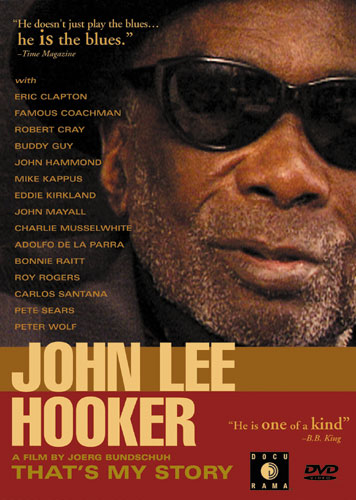 "He doesn't just play the blues...
he is the blues."
–Time Magazine
with
ERIC CLAPTON
FAMOUS COACHMAN
ROBERT CRAY
BUDDY GUY
JOHN HAMMOND
MIKE KAPPUS
EDDIE KIRKLAND
JOHN MAYALL
CHARLIE MUSSELWHITE
ADOLFO DE LA PARRA
BONNIE RAITT
ROY ROGERS
CARLOS SANTANA
PETE SEARS
PETER WOLF
JOHN LEE
HOOKER
"He is one of a kind"
–B.B. King
A FILM BY JOERG BUNDSCHUH
THAT'S MY STORY
DOCU
RAMA
DVD
VIDEO